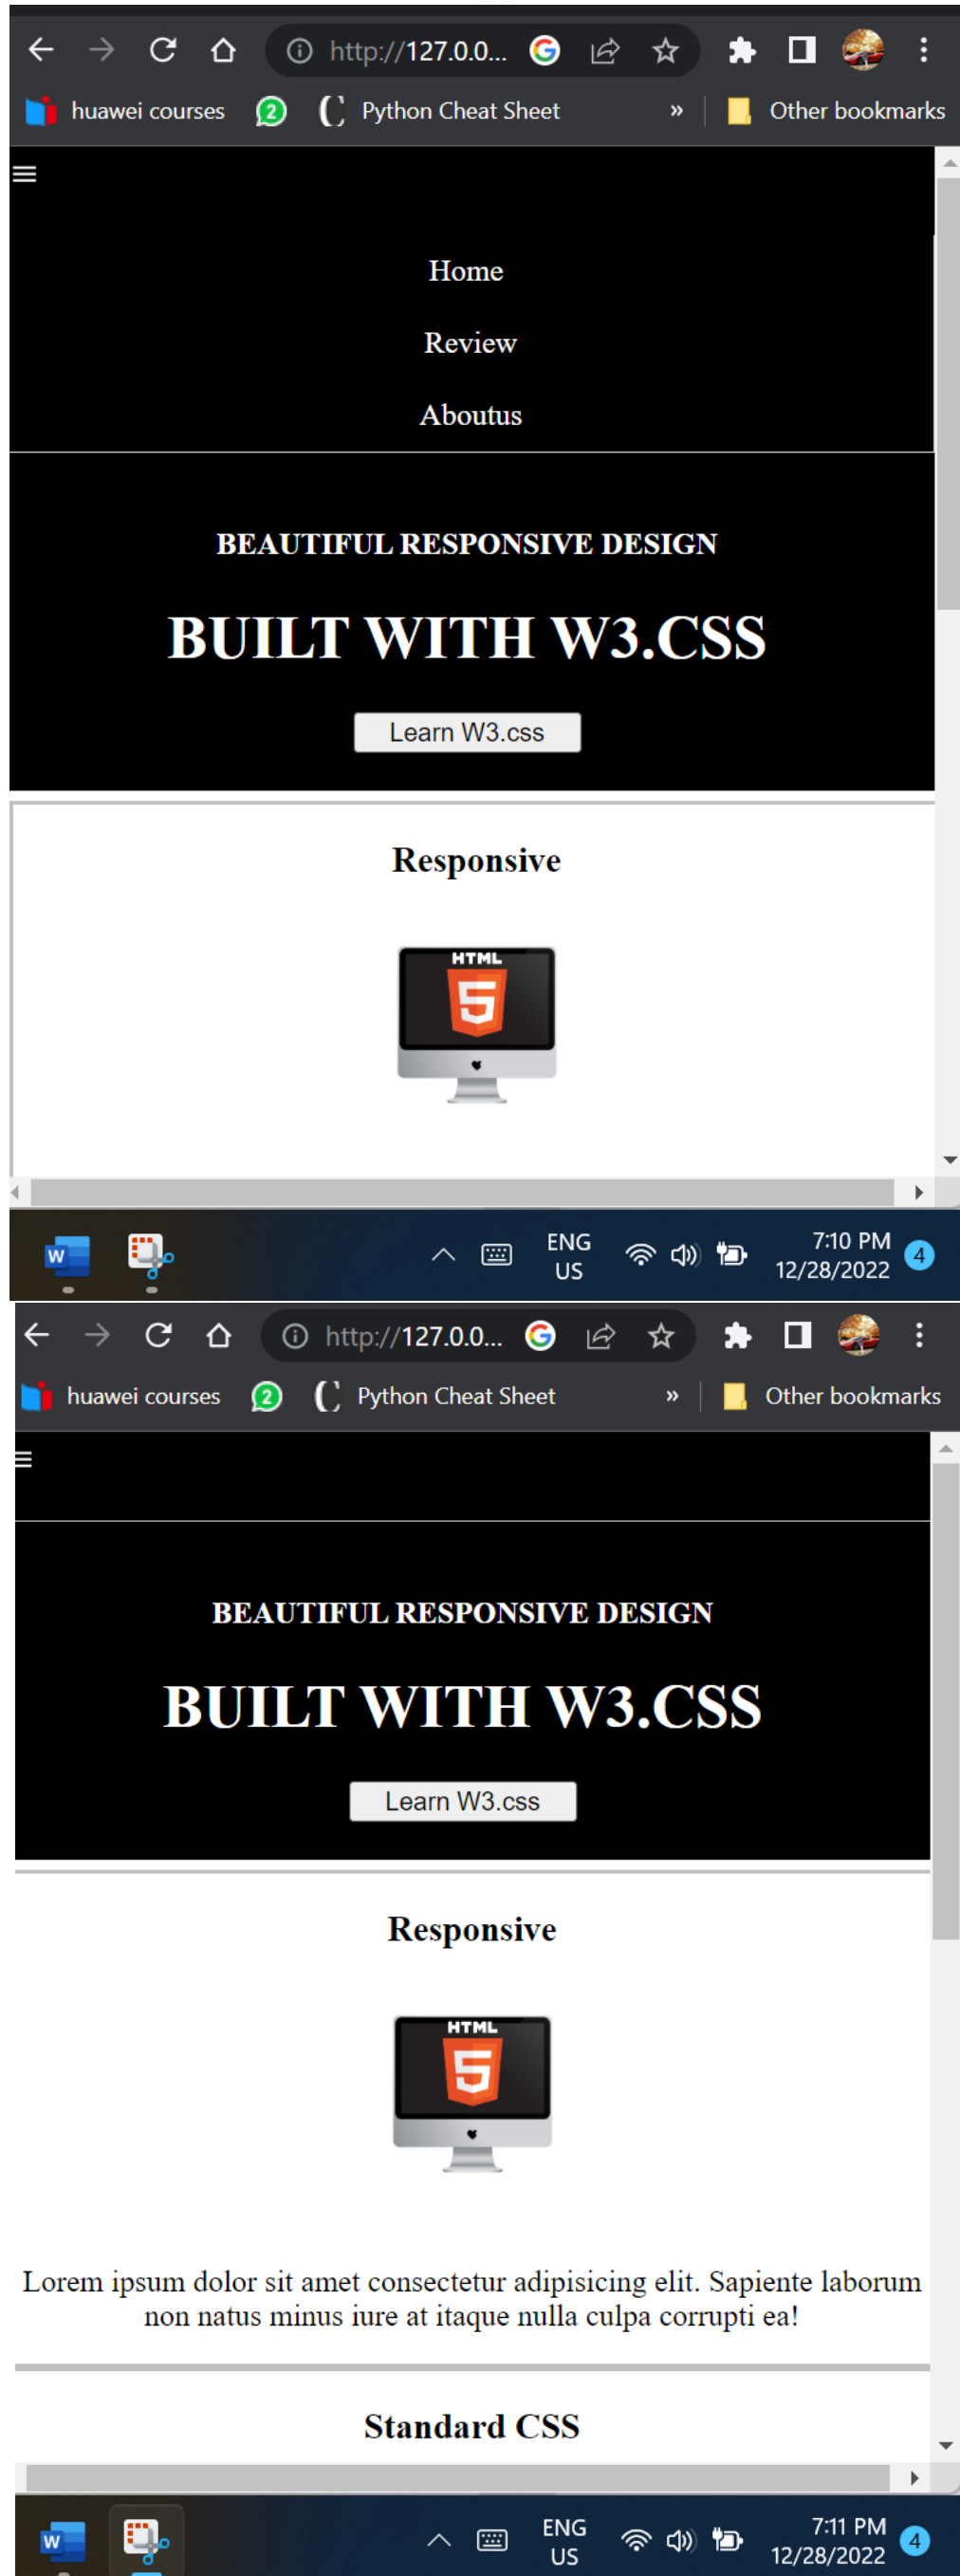 http://127.0.0...
huawei courses 2 Python Cheat Sheet » Other bookmarks
Home
Review
Aboutus
BEAUTIFUL RESPONSIVE DESIGN
BUILT WITH W3.CSS
Learn W3.css
Responsive
HTML
5
W ENG US 7:10 PM 12/28/2022 4
http://127.0.0...
huawei courses 2 Python Cheat Sheet » Other bookmarks
BEAUTIFUL RESPONSIVE DESIGN
BUILT WITH W3.CSS
Learn W3.css
Responsive
HTML
5
Lorem ipsum dolor sit amet consectetur adipisicing elit. Sapiente laborum
non natus minus iure at itaque nulla culpa corrupti ea!
Standard CSS
W ENG US 7:11 PM 12/28/2022 4